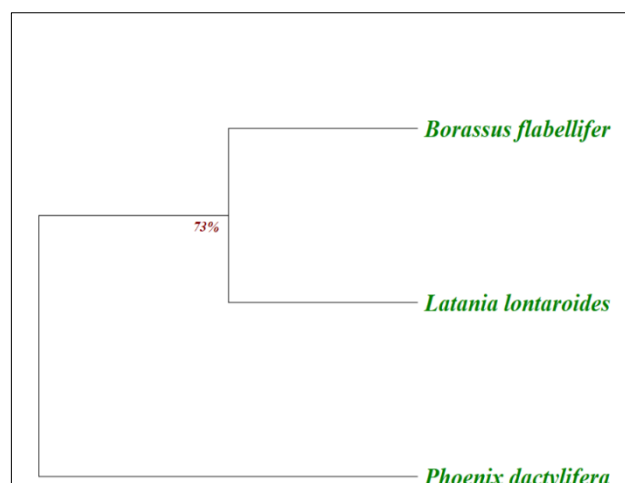 Borassus flabellifer
73%
Latania lontaroides
Phoenix dactylifera